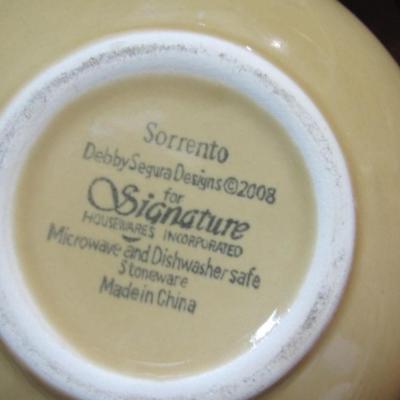 Sorrento
Debby Segura Designs©2008
for
Signature
HOUSEWARES INCORPORATED
Microwave and Dishwasher safe
Stoneware
Made in China